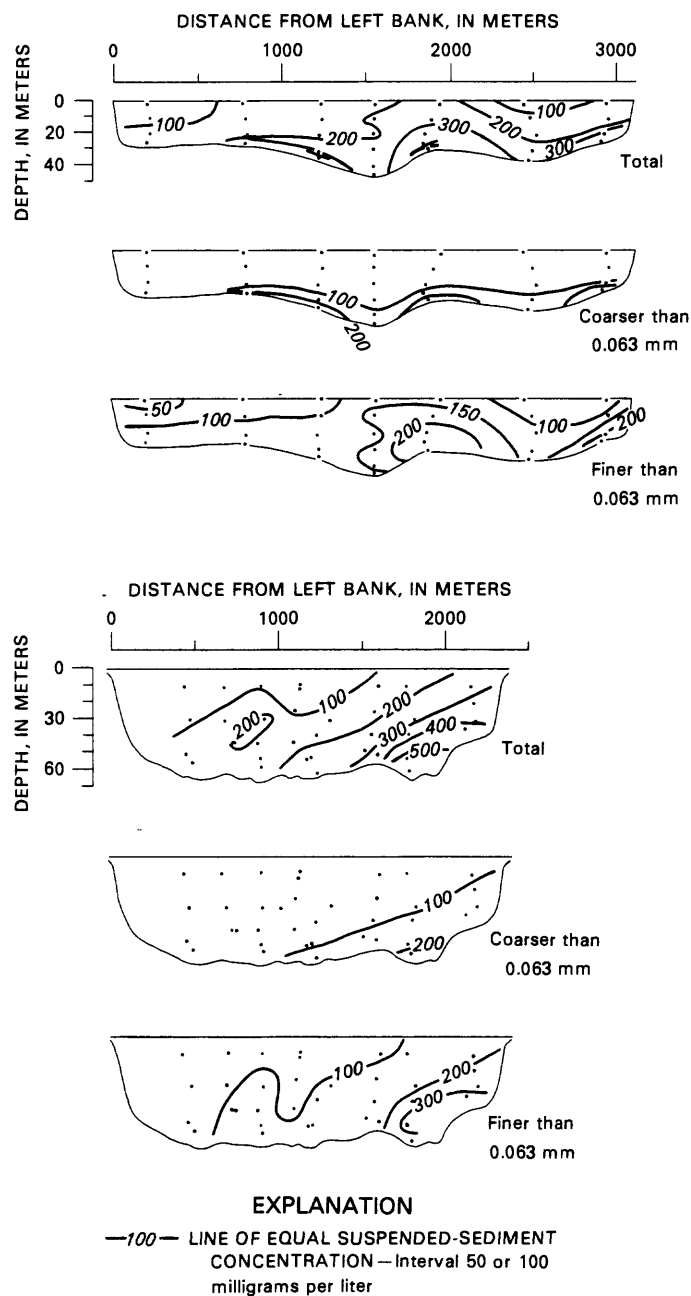 DISTANCE FROM LEFT BANK, IN METERS
0 1000 2000 3000
DEPTH, IN METERS
0
20
40
100 200 300 200 100 300
Total
100
200
Coarser than
0.063 mm
50 100 200 150 100 200
Finer than
0.063 mm
DISTANCE FROM LEFT BANK, IN METERS
0 1000 2000
DEPTH, IN METERS
0
30
60
200 100 200 300 400 500
Total
100
200
Coarser than
0.063 mm
100 200
300
Finer than
0.063 mm
EXPLANATION
—100— LINE OF EQUAL SUSPENDED-SEDIMENT
CONCENTRATION—Interval 50 or 100
milligrams per liter